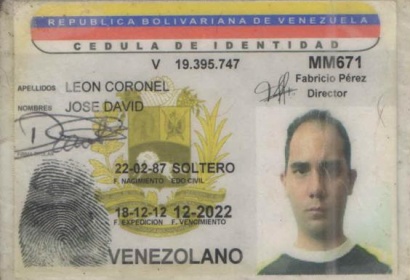 REPUBLICA BOLIVARIANA DE VENEZUELA
CEDULA DE IDENTIDAD
V 19.395.747
MM671
Fabricio Pérez
Director
APELLIDOS LEON CORONEL
NOMBRES JOSE DAVID
22-02-87 SOLTERO
F. NACIMIENTO EDO CIVIL
18-12-12 12-2022
F. EXPEDICION F. VENCIMIENTO
VENEZOLANO